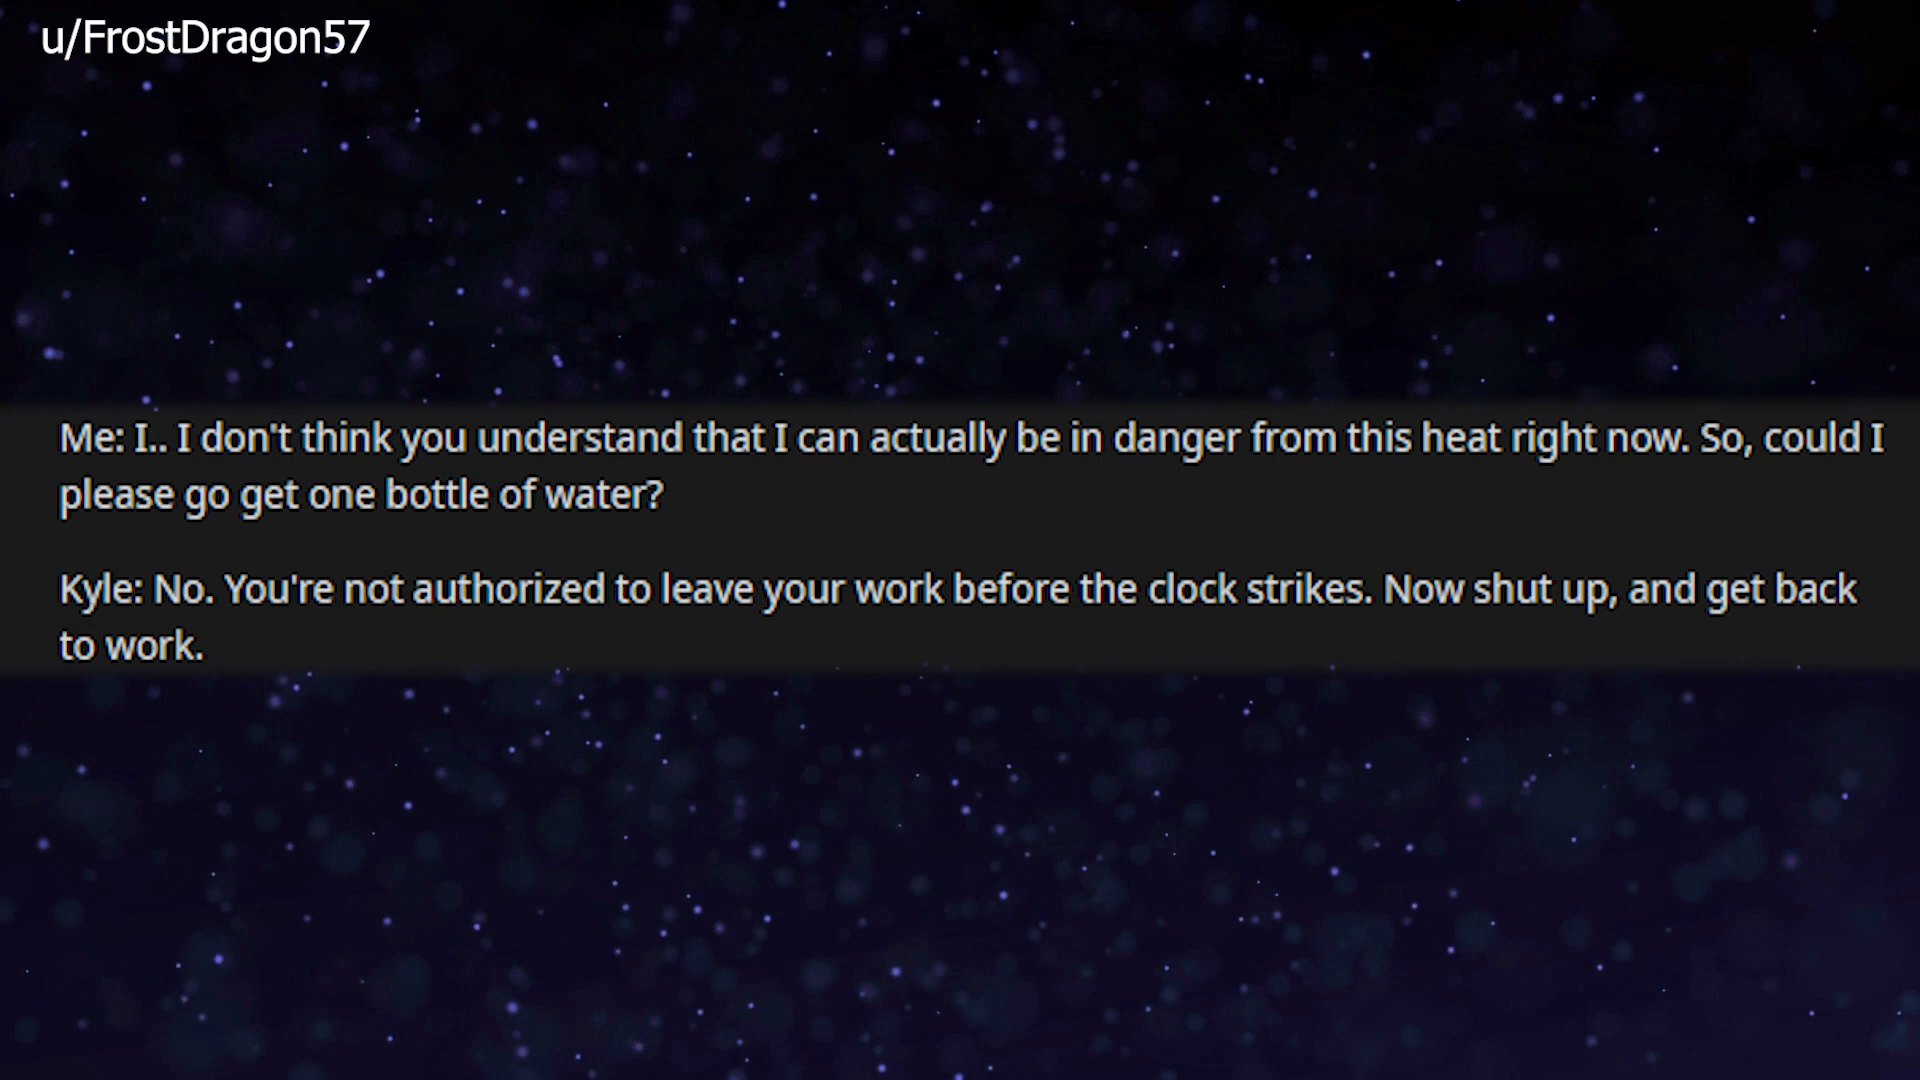 u/FrostDragon57
Me: I.. I don't think you understand that I can actually be in danger from this heat right now. So, could I
please go get one bottle of water?
Kyle: No. You're not authorized to leave your work before the clock strikes. Now shut up, and get back
to work.